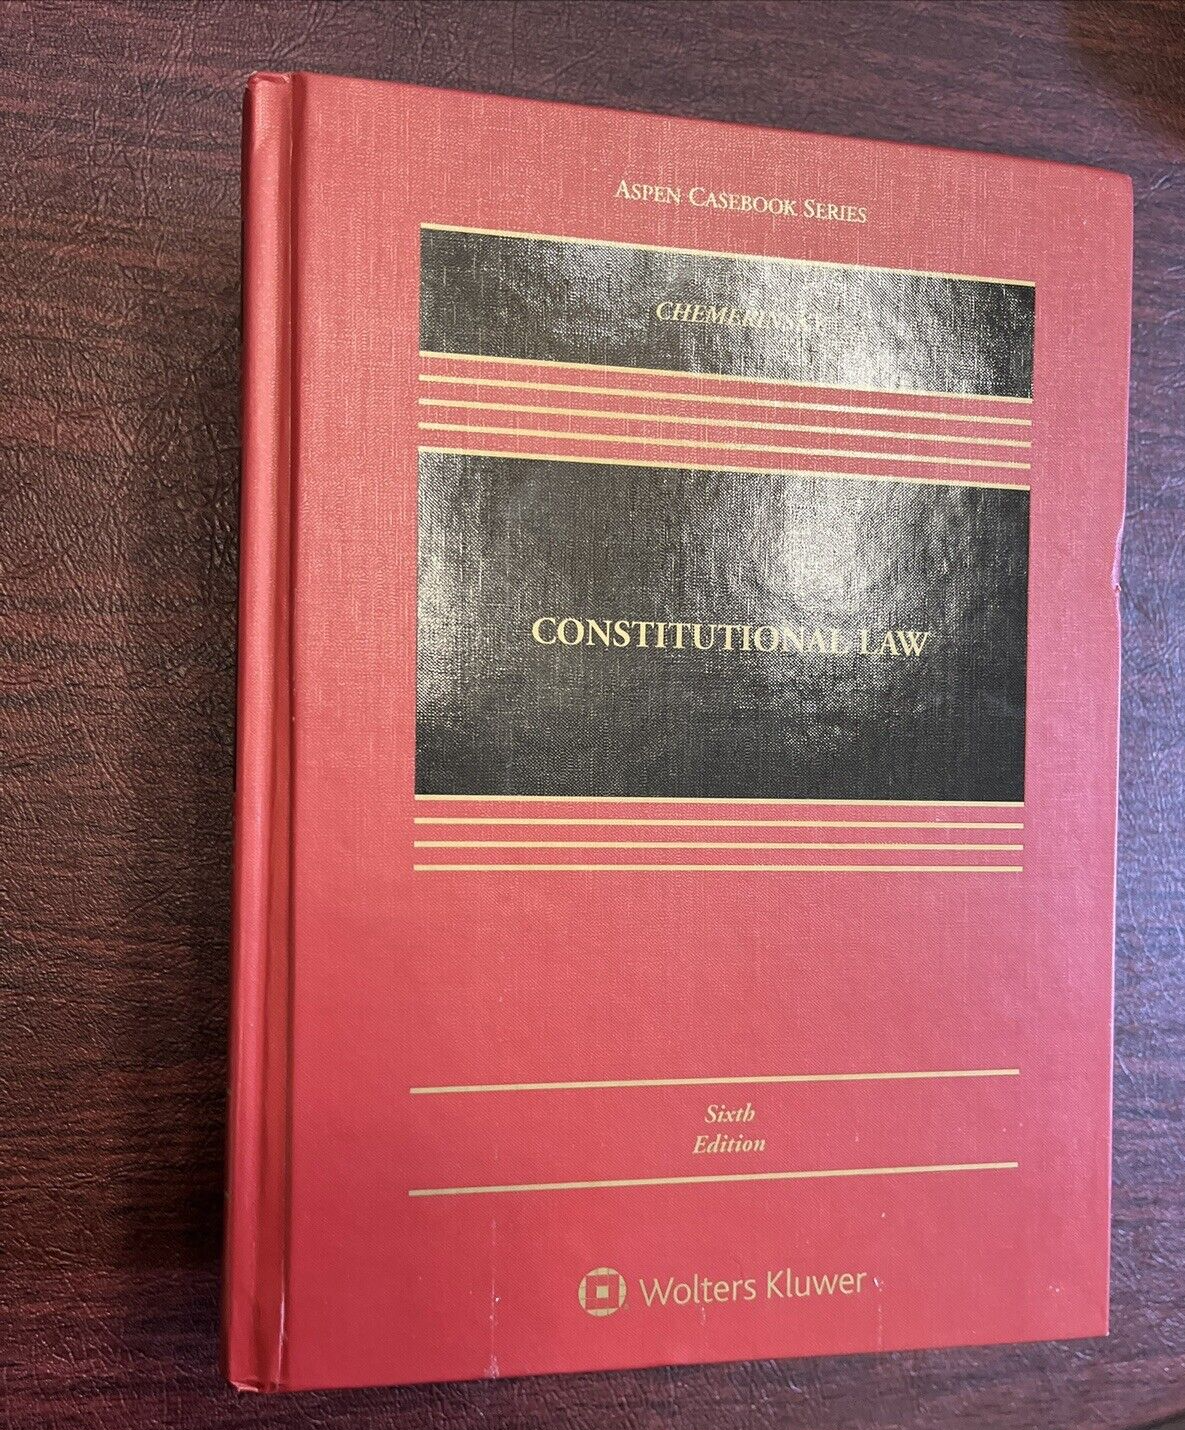 ASPEN CASEBOOK SERIES
CHEMERINSKY
CONSTITUTIONAL LAW
Sixth
Edition
Wolters Kluwer